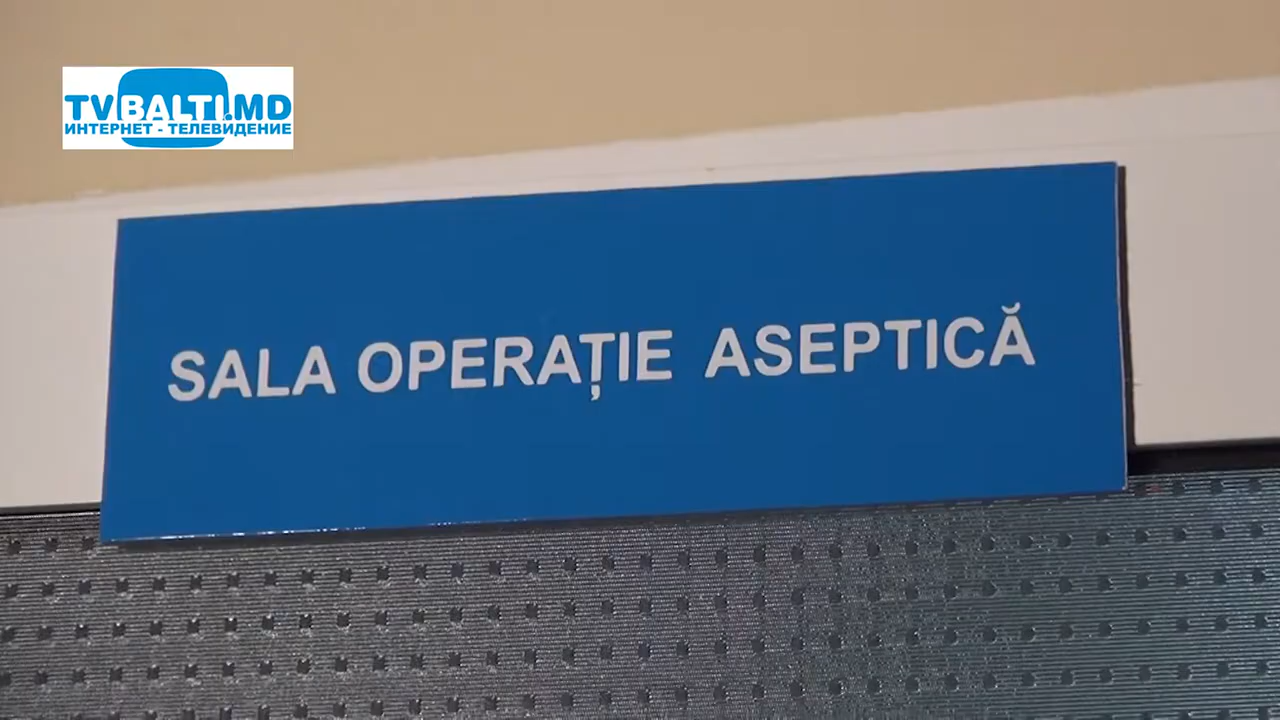 TVBALTI.MD
ИНТЕРНЕТ - ТЕЛЕВИДЕНИЕ
SALA OPERAȚIE ASEPTICĂ